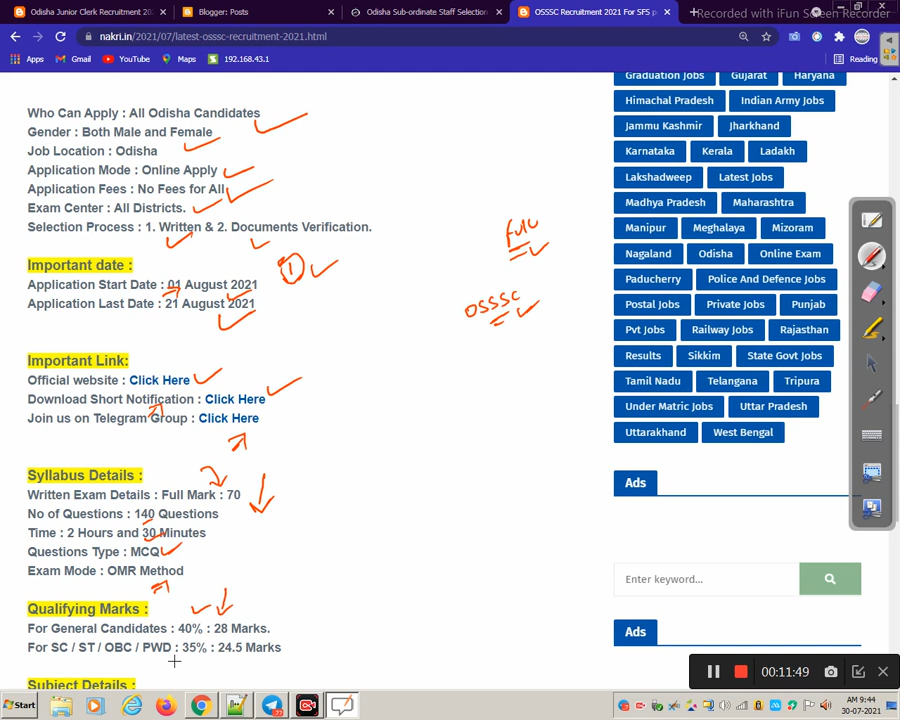 Odisha Junior Clerk Recruitment 20
Blogger: Posts
Odisha Sub-ordinate Staff Selection
OSSSC Recruitment 2021 For SFS p
Recorded with iFun Screen Recorder
nakri.in/2021/07/latest-osssc-recruitment-2021.html
Apps
Gmail
YouTube
Maps
192.168.43.1
Reading
Who Can Apply : All Odisha Candidates
Gender : Both Male and Female
Job Location : Odisha
Application Mode : Online Apply
Application Fees : No Fees for All
Exam Center : All Districts.
Selection Process : 1. Written & 2. Documents Verification.
Important date :
Application Start Date : 01 August 2021
Application Last Date : 21 August 2021
1
OSSSC
Important Link:
Official website : Click Here
Download Short Notification : Click Here
Join us on Telegram Group : Click Here
Syllabus Details :
Written Exam Details : Full Mark : 70
No of Questions : 140 Questions
Time : 2 Hours and 30 Minutes
Questions Type : MCQ
Exam Mode : OMR Method
Qualifying Marks :
For General Candidates : 40% : 28 Marks.
For SC / ST / OBC / PWD : 35% : 24.5 Marks
Subject Details :
Graduation Jobs Gujarat Haryana
Himachal Pradesh Indian Army Jobs
Jammu Kashmir Jharkhand
Karnataka Kerala Ladakh
Lakshadweep Latest Jobs
Madhya Pradesh Maharashtra
Manipur Meghalaya Mizoram
Nagaland Odisha Online Exam
Paducherry Police And Defence Jobs
Postal Jobs Private Jobs Punjab
Pvt Jobs Railway Jobs Rajasthan
Results Sikkim State Govt Jobs
Tamil Nadu Telangana Tripura
Under Matric Jobs Uttar Pradesh
Uttarakhand West Bengal
Ads
Enter keyword...
Ads
00:11:49
Start
AM 9:44
30-07-2021